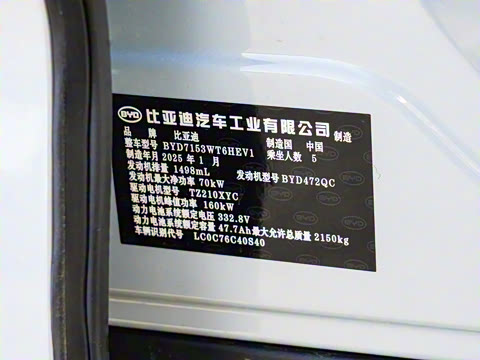 BYD 比亚迪汽车工业有限公司 制造
品牌 比亚迪 制造国 中国
整车型号 BYD7153WT6HEV1 乘坐人数 5
制造年月 2025 年 1 月
发动机排量 1498mL 发动机型号 BYD472QC
发动机最大净功率 70kW
驱动电机型号 TZ210XYC
驱动电机峰值功率 160kW
动力电池系统额定电压 332.8V
动力电池系统额定容量 47.7Ah 最大允许总质量 2150kg
车辆识别代号 LC0C76C40S40